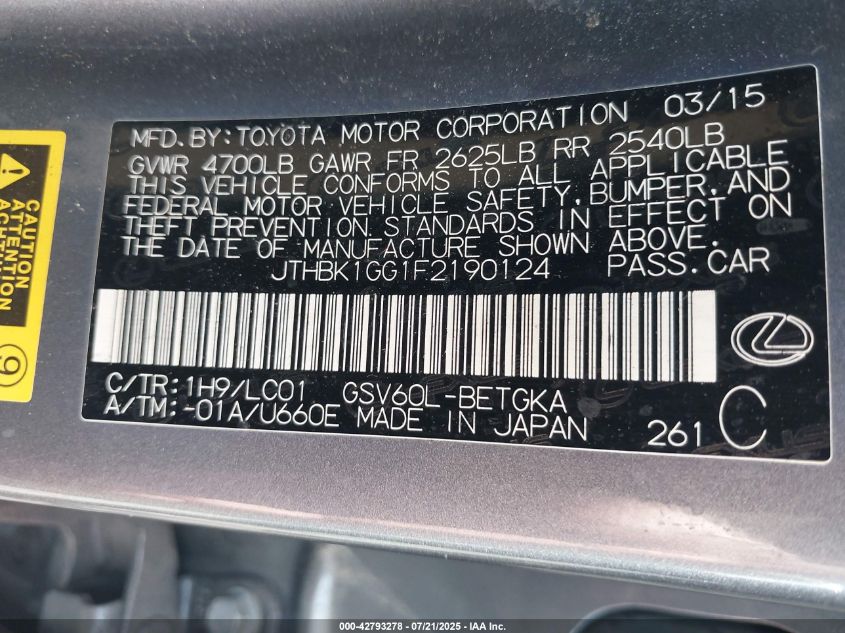 MFD.BY:TOYOTA MOTOR CORPORATION 03/15
GVWR 4700LB GAWR FR 2625LB RR 2540LB
THIS VEHICLE CONFORMS TO ALL APPLICABLE
FEDERAL MOTOR VEHICLE SAFETY,BUMPER,AND
THEFT PREVENTION STANDARDS IN EFFECT ON
THE DATE OF MANUFACTURE SHOWN ABOVE.
JTHBK1GG1F2190124 PASS.CAR
C/TR:1H9/LC01 GSV60L-BETGKA
A/TM:-01A/U660E MADE IN JAPAN 261 C
CAUTION
ATTENTION
9
000-42793278 - 07/21/2025 - IAA Inc.